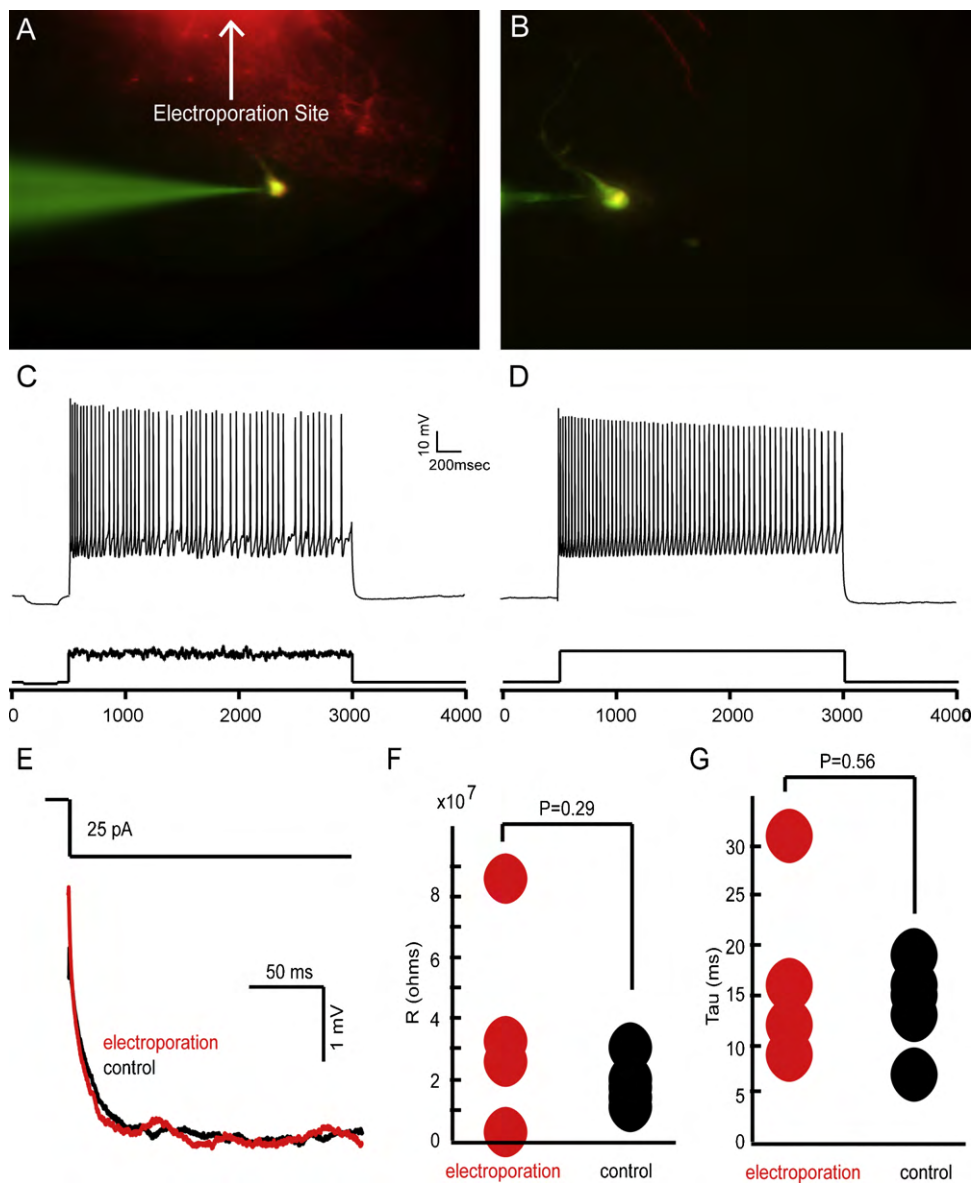 A
Electroporation Site
B
C
10 mV
200msec
D
0 1000 2000 3000 4000
0 1000 2000 3000 4000
E
25 pA
50 ms
1 mV
electroporation
control
F
x10 7
P=0.29
R (ohms)
8
6
4
2
0
electroporation control
G
P=0.56
Tau (ms)
30
25
20
15
10
5
0
electroporation control